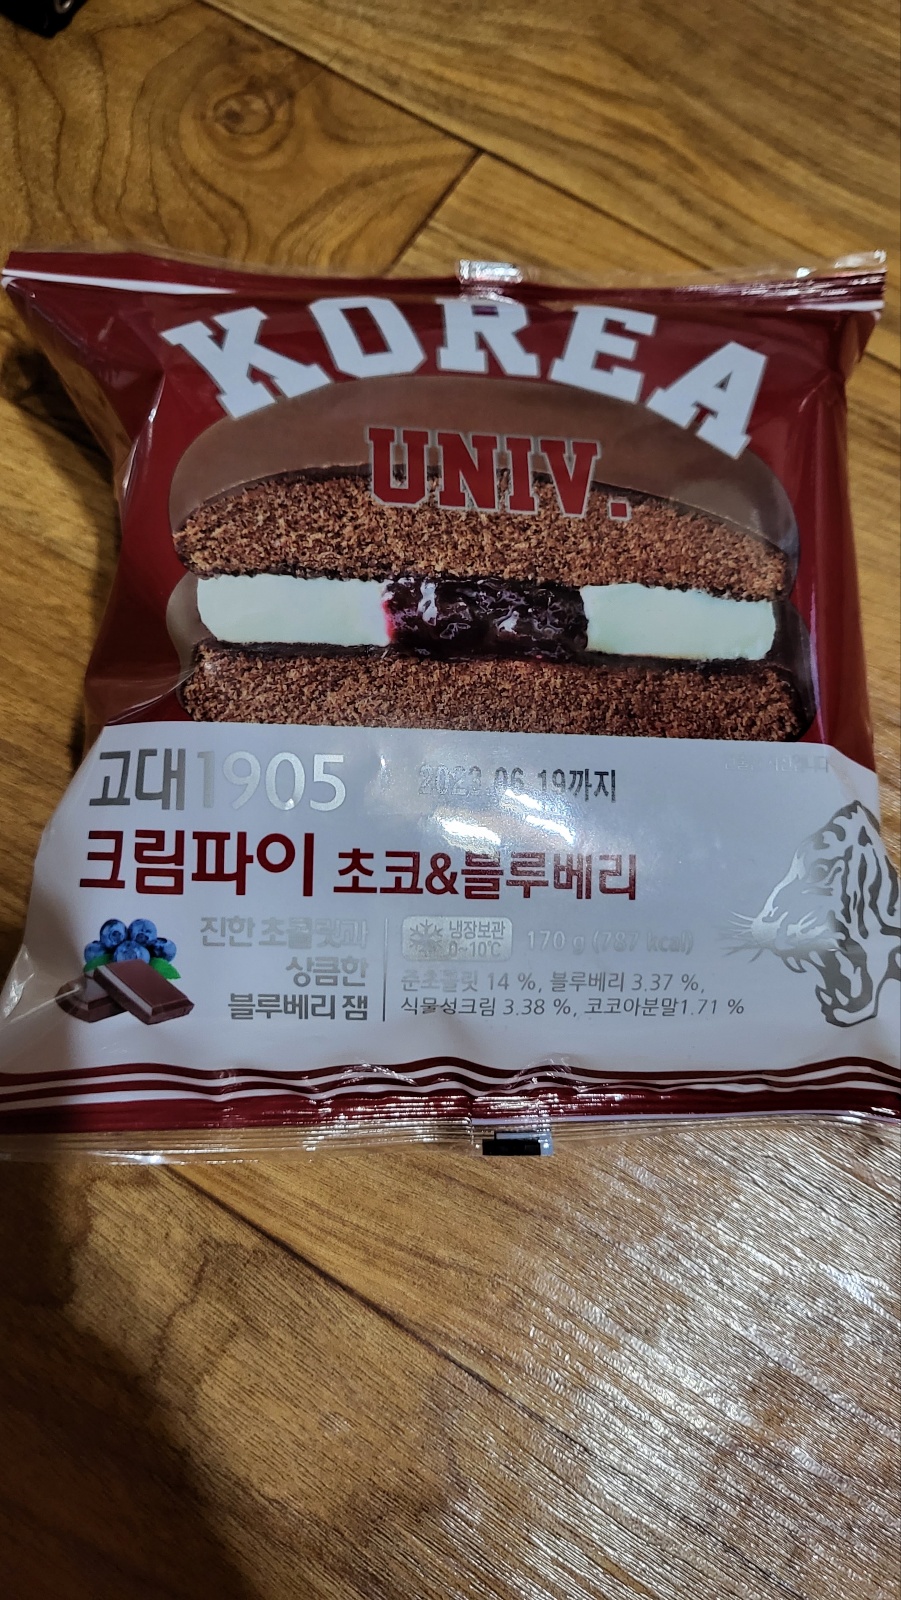 KOREA
UNIV.
고대1905
2023.06.19까지
크림파이 초코&블루베리
진한 초콜릿과
상큼한
블루베리 잼
냉장보관
0~10℃
170 g (787 kcal)
준초콜릿 14 %, 블루베리 3.37 %,
식물성크림 3.38 %, 코코아분말1.71 %